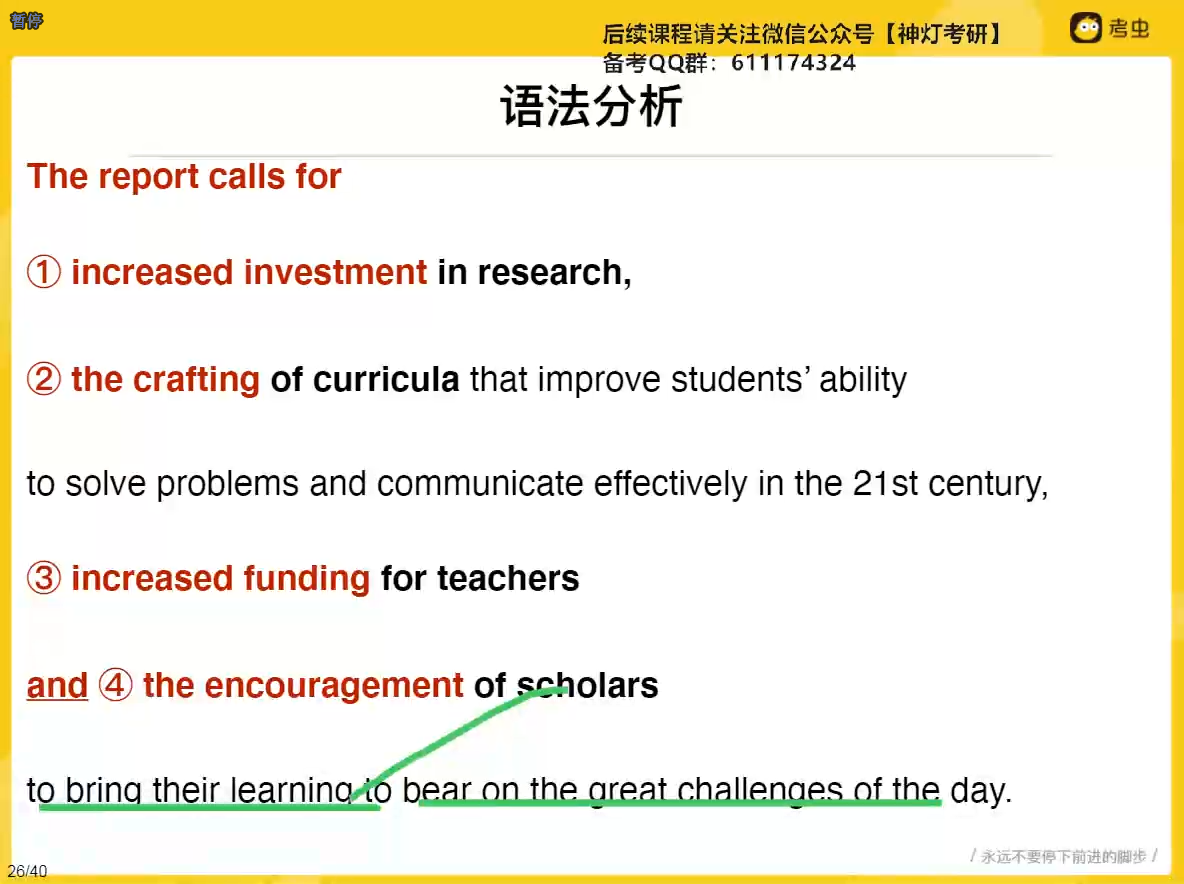 暂停
后续课程请关注微信公众号【神灯考研】
备考QQ群：611174324
考虫
语法分析
The report calls for
① increased investment in research,
② the crafting of curricula that improve students’ ability
to solve problems and communicate effectively in the 21st century,
③ increased funding for teachers
and ④ the encouragement of scholars
to bring their learning to bear on the great challenges of the day.
/ 永远不要停下前进的脚步 /
26/40